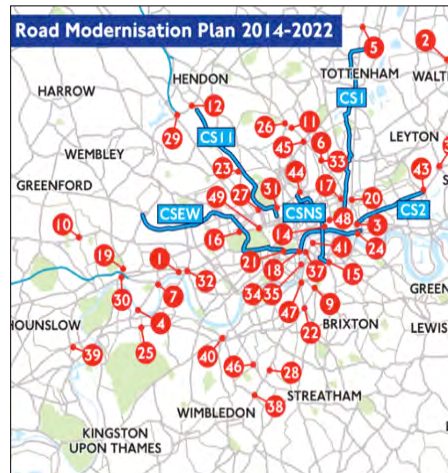 Road Modernisation Plan 2014-2022
5
2
TOTTENHAM
WALT
HENDON
HARROW
CS1
12
29
CS11
26
11
6
LEYTON
45
WEMBLEY
33
23
44
17
43
GREENFORD
27
31
20
49
CSEW
CSNS
48
CS2
10
16
14
3
41
24
19
1
21
18
37
15
32
30
7
34
35
GREEN
9
47
HOUNSLOW
4
22
BRIXTON
LEWIS
25
39
40
46
28
STREATHAM
38
WIMBLEDON
KINGSTON
UPON THAMES